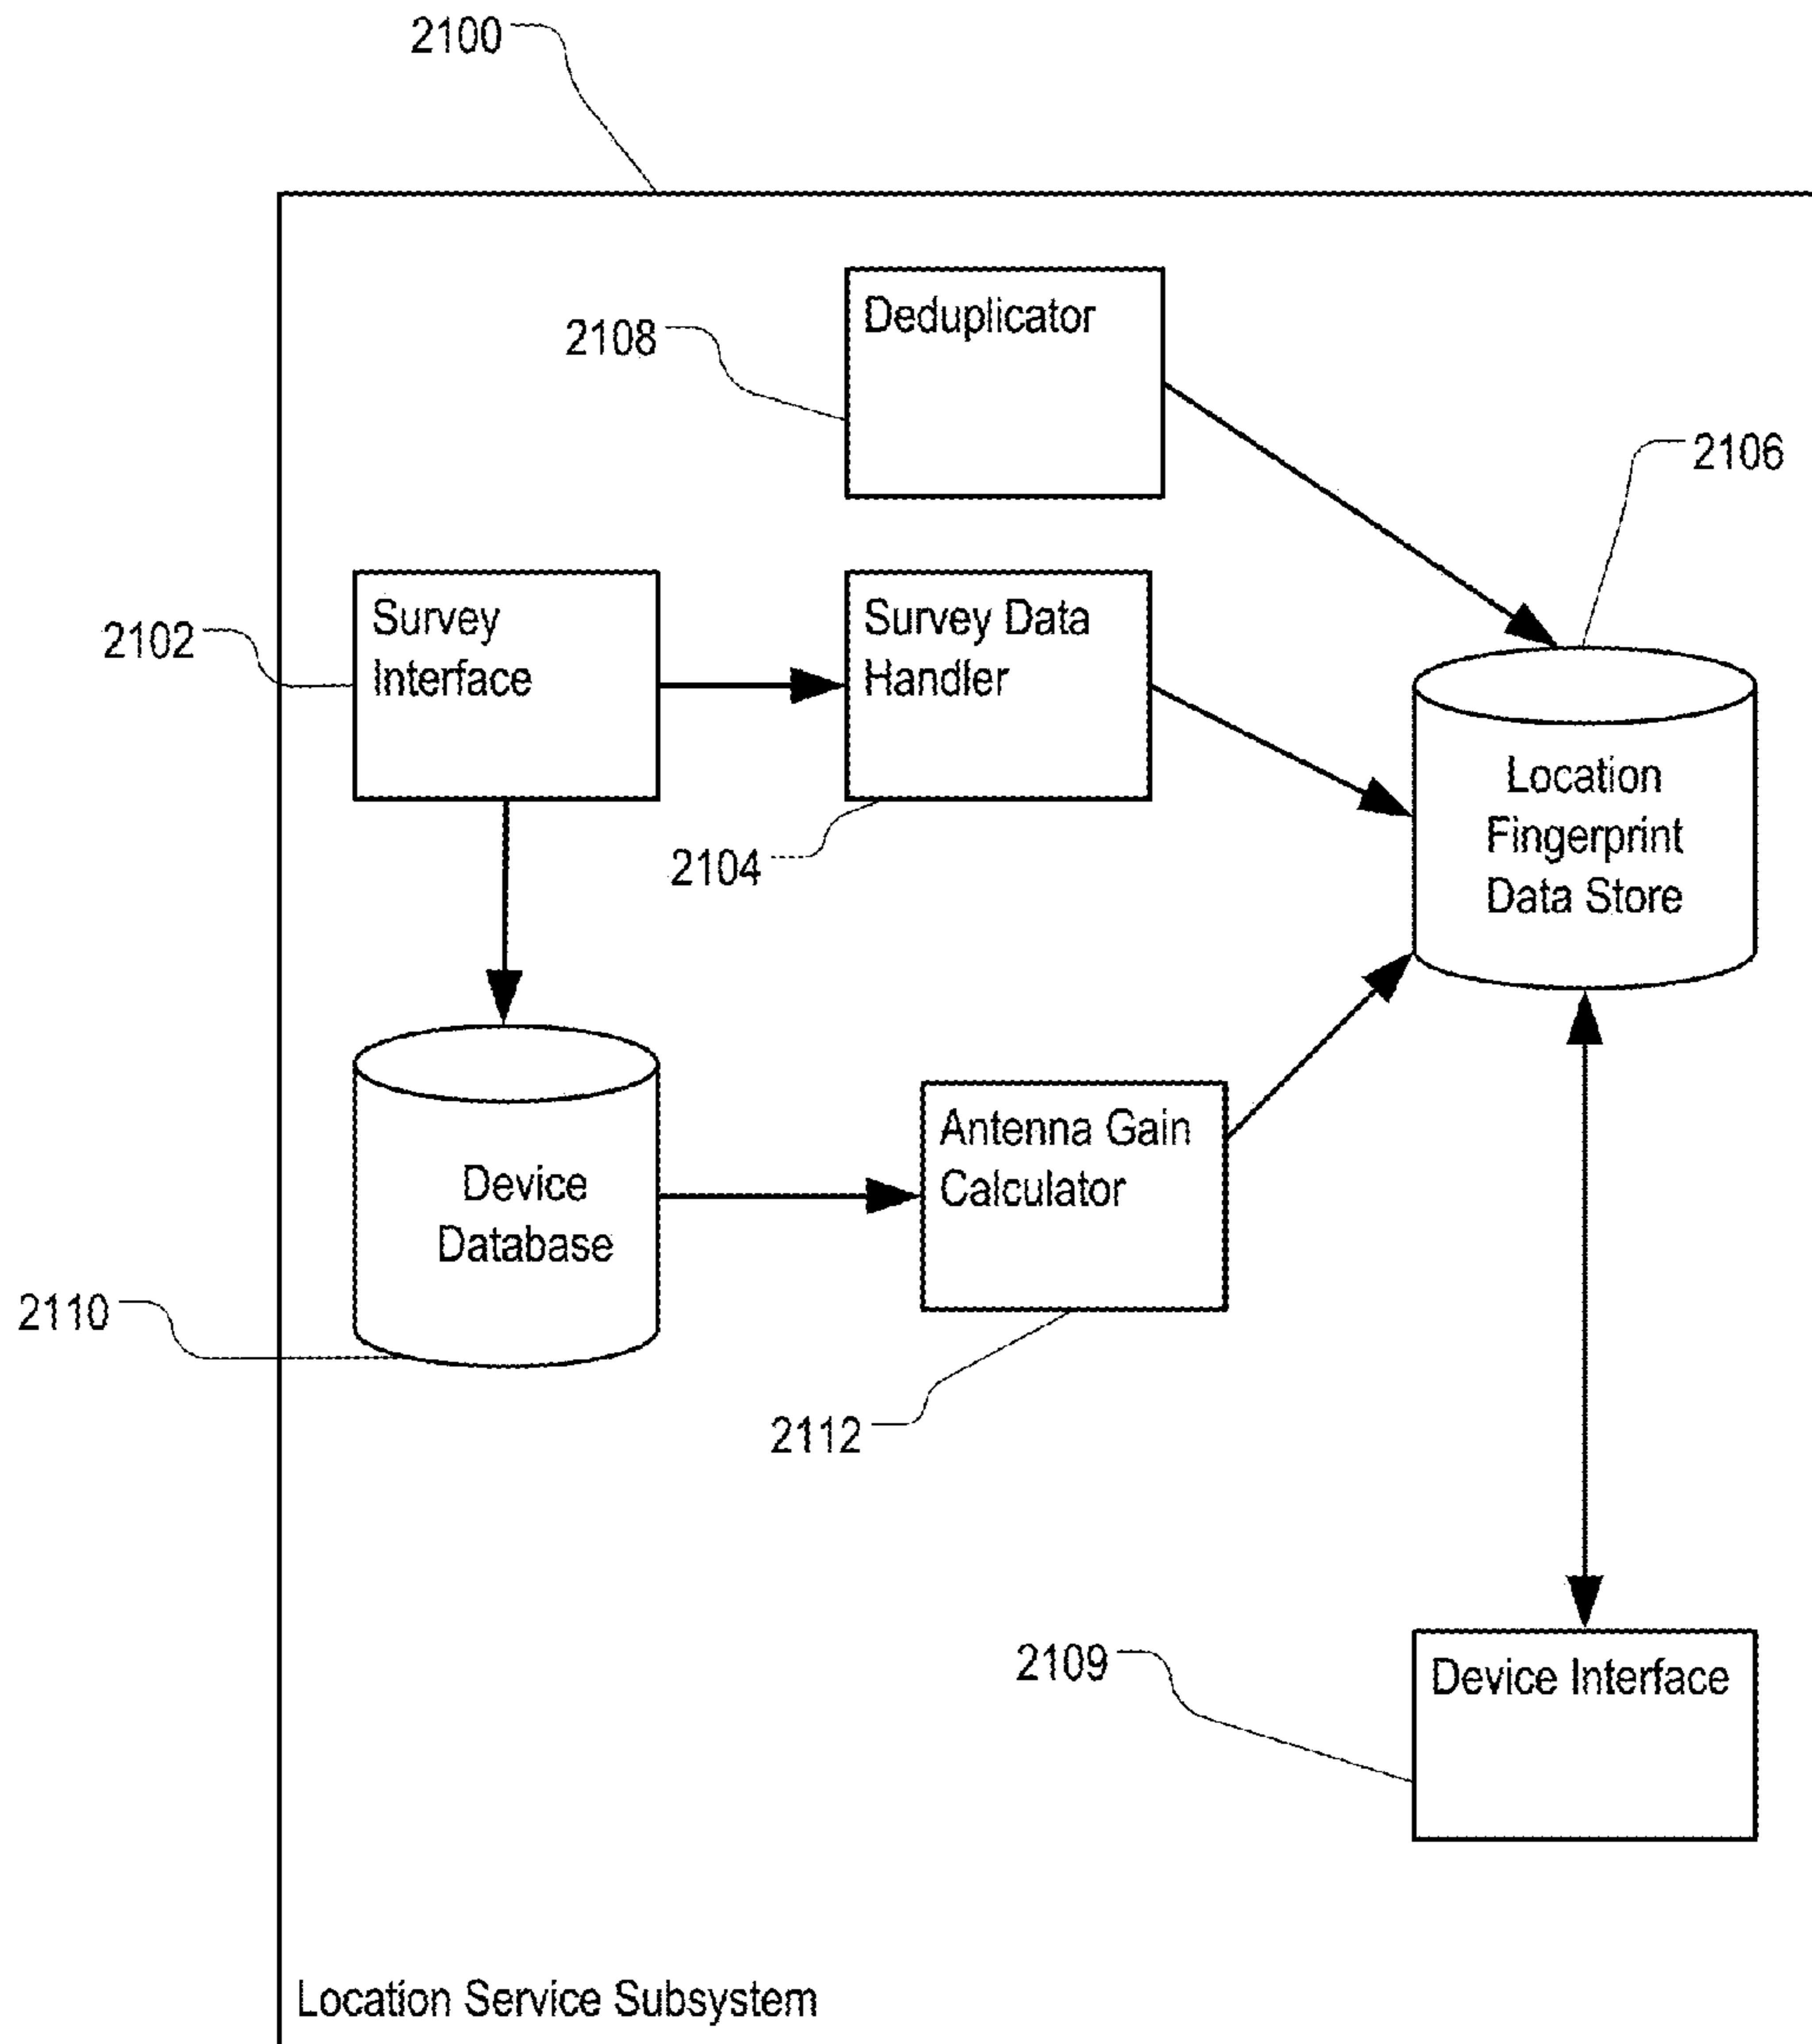 2100
Deduplicator
2108
2106
Survey
Interface
2102
Survey Data
Handler
2104
Location
Fingerprint
Data Store
Device
Database
2110
Antenna Gain
Calculator
2112
2109
Device Interface
Location Service Subsystem